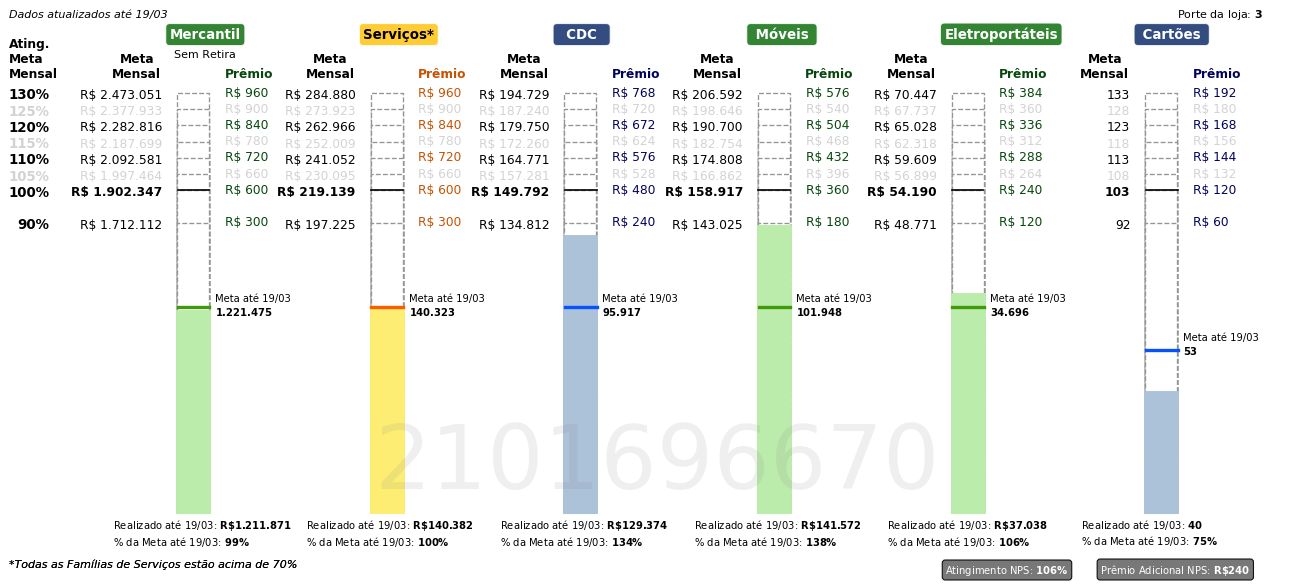 Dados atualizados até 19/03
Porte da loja: 3
Mercantil Serviços* CDC Móveis Eletroportáteis Cartões
Sem Retira
Ating. Meta Mensal
Meta Mensal Prêmio Meta Mensal Prêmio Meta Mensal Prêmio Meta Mensal Prêmio Meta Mensal Prêmio Meta Mensal Prêmio
130% R$ 2.473.051 R$ 960 R$ 284.880 R$ 960 R$ 194.729 R$ 768 R$ 206.592 R$ 576 R$ 70.447 R$ 384 133 R$ 192
125% R$ 2.377.933 R$ 900 R$ 273.923 R$ 900 R$ 187.240 R$ 720 R$ 198.646 R$ 540 R$ 67.737 R$ 360 128 R$ 180
120% R$ 2.282.816 R$ 840 R$ 262.966 R$ 840 R$ 179.750 R$ 672 R$ 190.700 R$ 504 R$ 65.028 R$ 336 123 R$ 168
115% R$ 2.187.699 R$ 780 R$ 252.009 R$ 780 R$ 172.260 R$ 624 R$ 182.754 R$ 468 R$ 62.318 R$ 312 118 R$ 156
110% R$ 2.092.581 R$ 720 R$ 241.052 R$ 720 R$ 164.771 R$ 576 R$ 174.808 R$ 432 R$ 59.609 R$ 288 113 R$ 144
105% R$ 1.997.464 R$ 660 R$ 230.095 R$ 660 R$ 157.281 R$ 528 R$ 166.862 R$ 396 R$ 56.899 R$ 264 108 R$ 132
100% R$ 1.902.347 R$ 600 R$ 219.139 R$ 600 R$ 149.792 R$ 480 R$ 158.917 R$ 360 R$ 54.190 R$ 240 103 R$ 120
90% R$ 1.712.112 R$ 300 R$ 197.225 R$ 300 R$ 134.812 R$ 240 R$ 143.025 R$ 180 R$ 48.771 R$ 120 92 R$ 60
Meta até 19/03 Meta até 19/03 Meta até 19/03 Meta até 19/03 Meta até 19/03
1.221.475 140.323 95.917 101.948 34.696
Meta até 19/03
53
2101696670
Realizado até 19/03: R$1.211.871 Realizado até 19/03: R$140.382 Realizado até 19/03: R$129.374 Realizado até 19/03: R$141.572 Realizado até 19/03: R$37.038 Realizado até 19/03: 40
% da Meta até 19/03: 99% % da Meta até 19/03: 100% % da Meta até 19/03: 134% % da Meta até 19/03: 138% % da Meta até 19/03: 106% % da Meta até 19/03: 75%
*Todas as Famílias de Serviços estão acima de 70%
Atingimento NPS: 106% Prêmio Adicional NPS: R$240